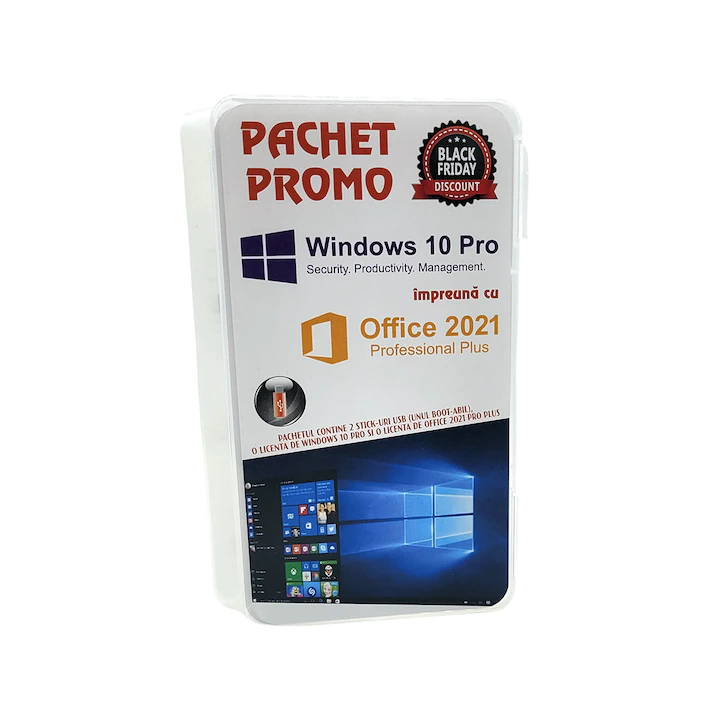 PACHET
PROMO
BLACK
FRIDAY
DISCOUNT
Windows 10 Pro
Security. Productivity. Management.
împreună cu
Office 2021
Professional Plus
PACHETUL CONTINE 2 STICK-URI USB (UNUL BOOT-ABIL),
O LICENTA DE WINDOWS 10 PRO SI O LICENTA DE OFFICE 2021 PRO PLUS